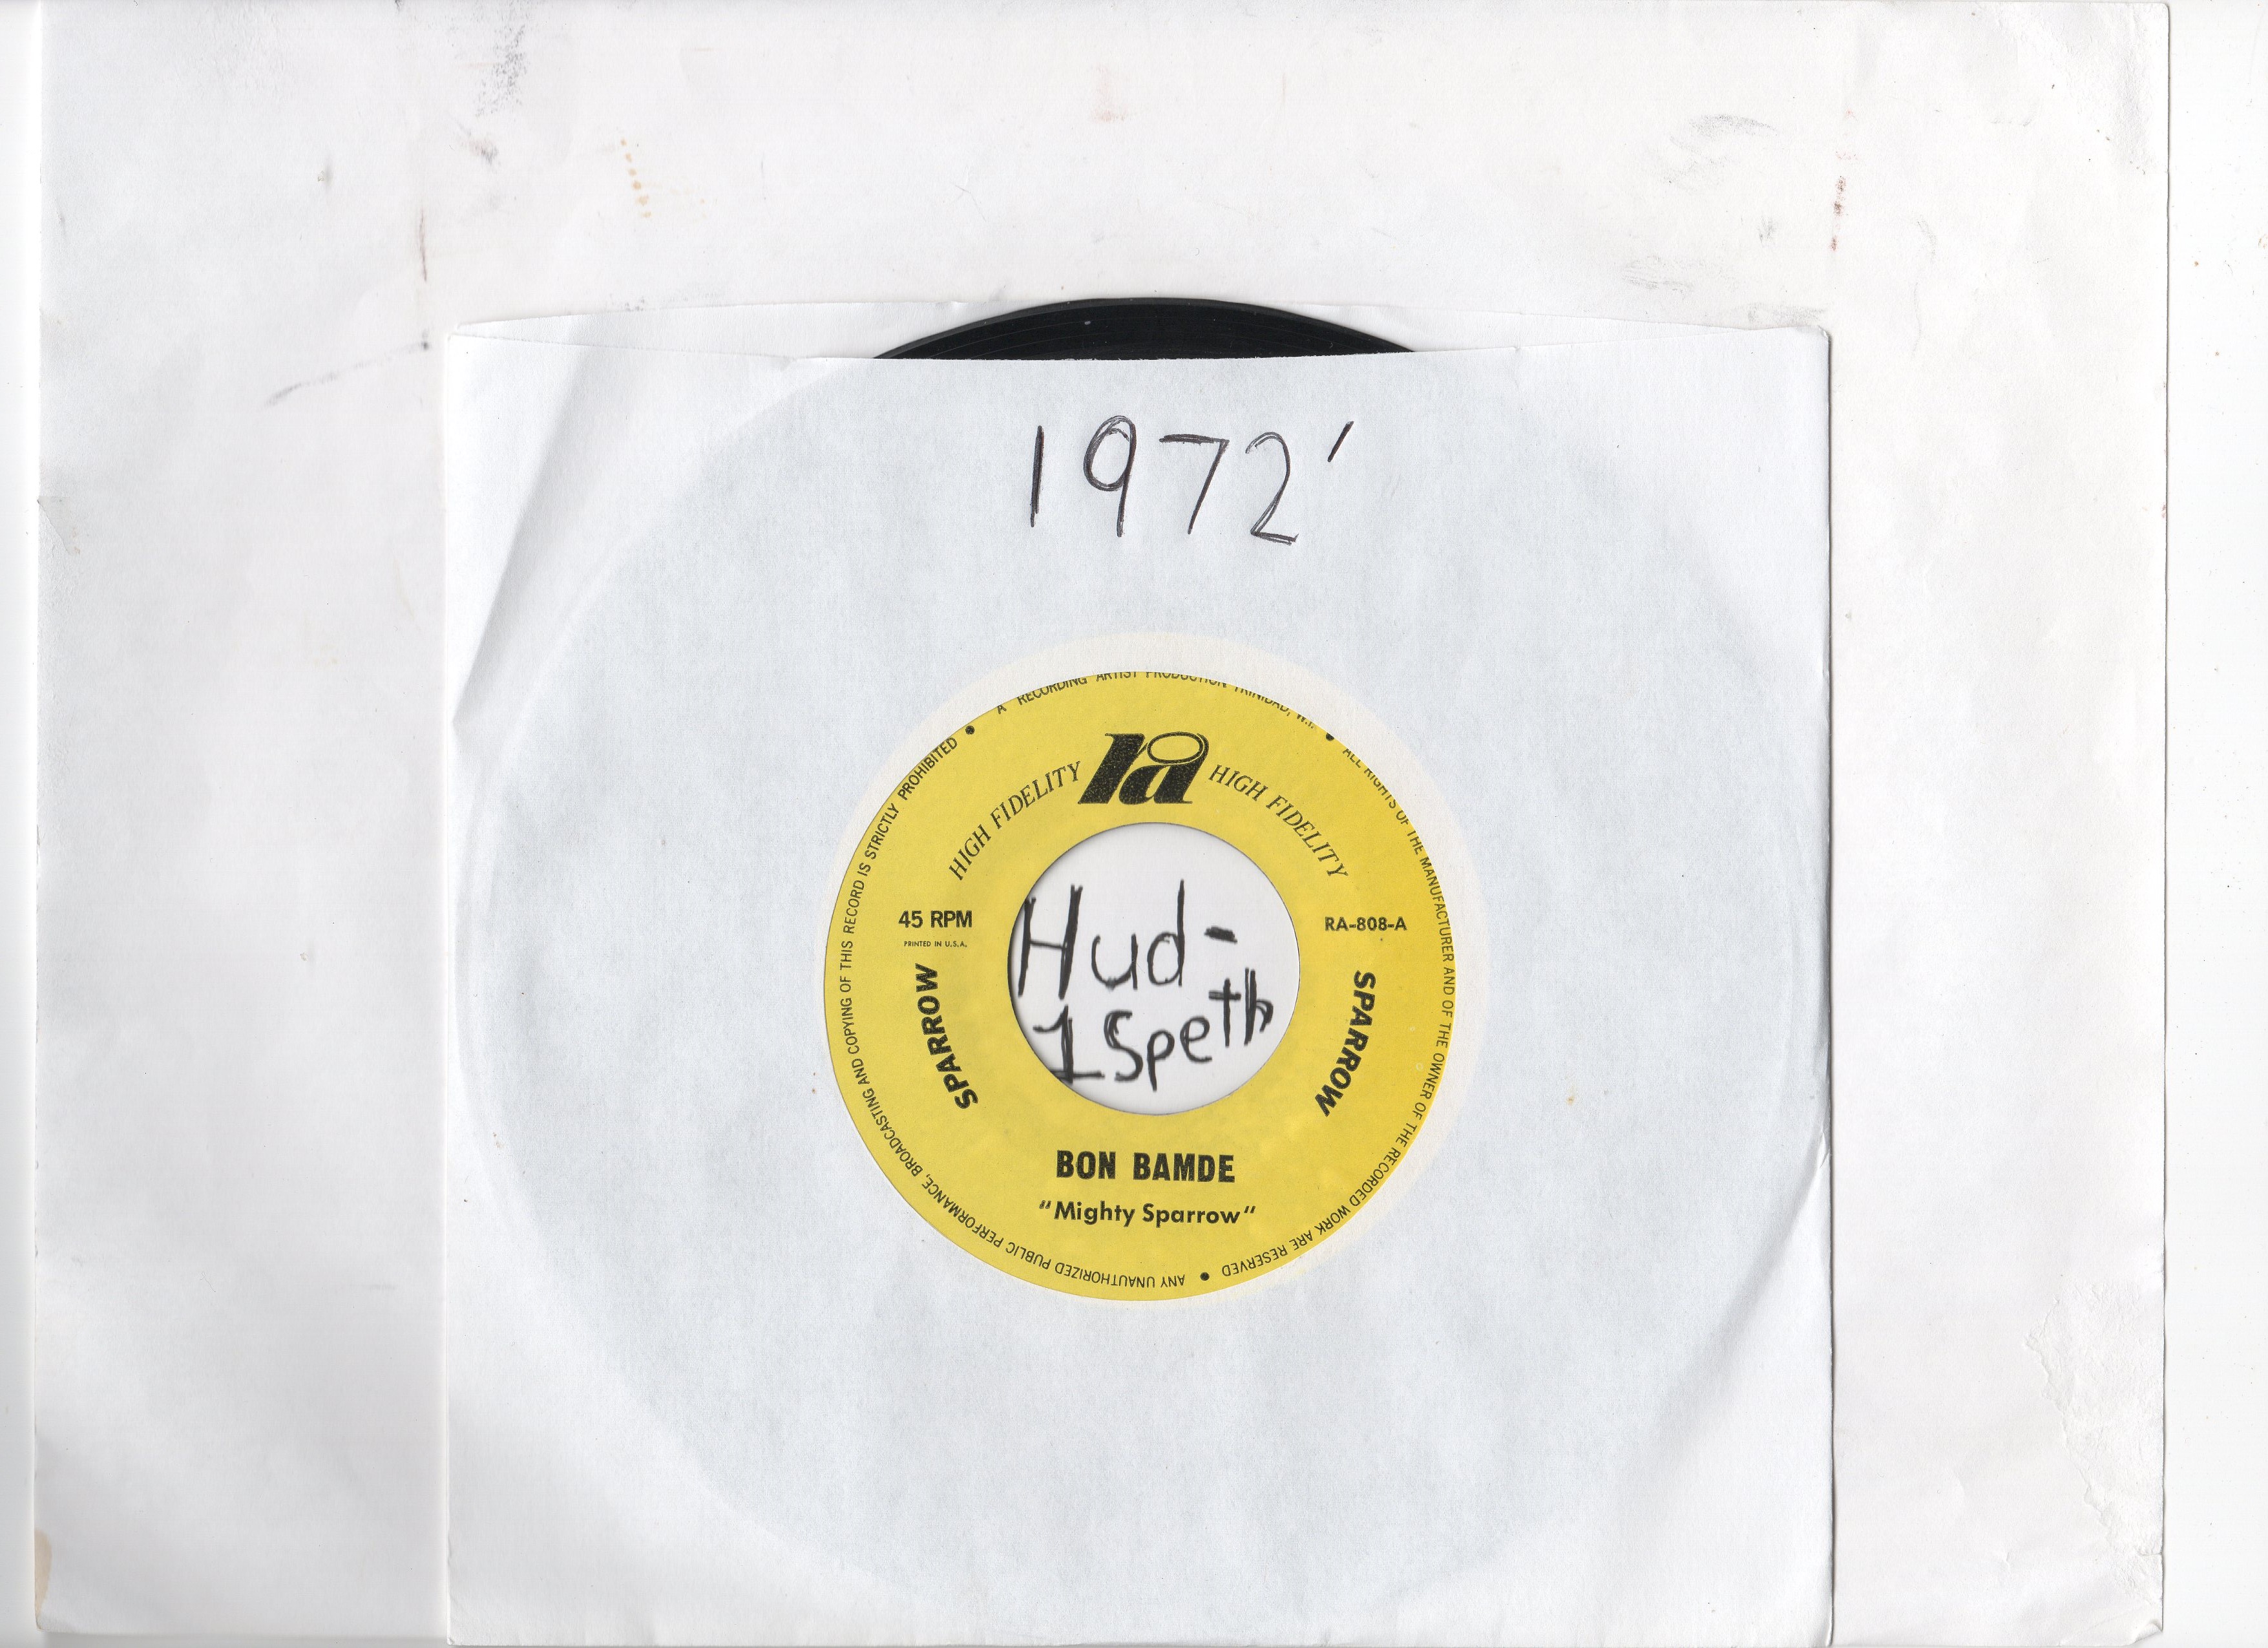 1972'
A RECORDING ARTIST PRODUCTION TRINIDAD, W.I. • ALL RIGHTS OF THE MANUFACTURER AND OF THE OWNER OF THE RECORDED WORK ARE RESERVED • ANY UNAUTHORIZED PUBLIC PERFORMANCE, BROADCASTING AND COPYING OF THIS RECORD IS STRICTLY PROHIBITED •
HIGH FIDELITY ra HIGH FIDELITY
45 RPM
PRINTED IN U.S.A.
RA-808-A
Hud-
1 Speth
SPARROW
SPARROW
BON BAMDE
"Mighty Sparrow"